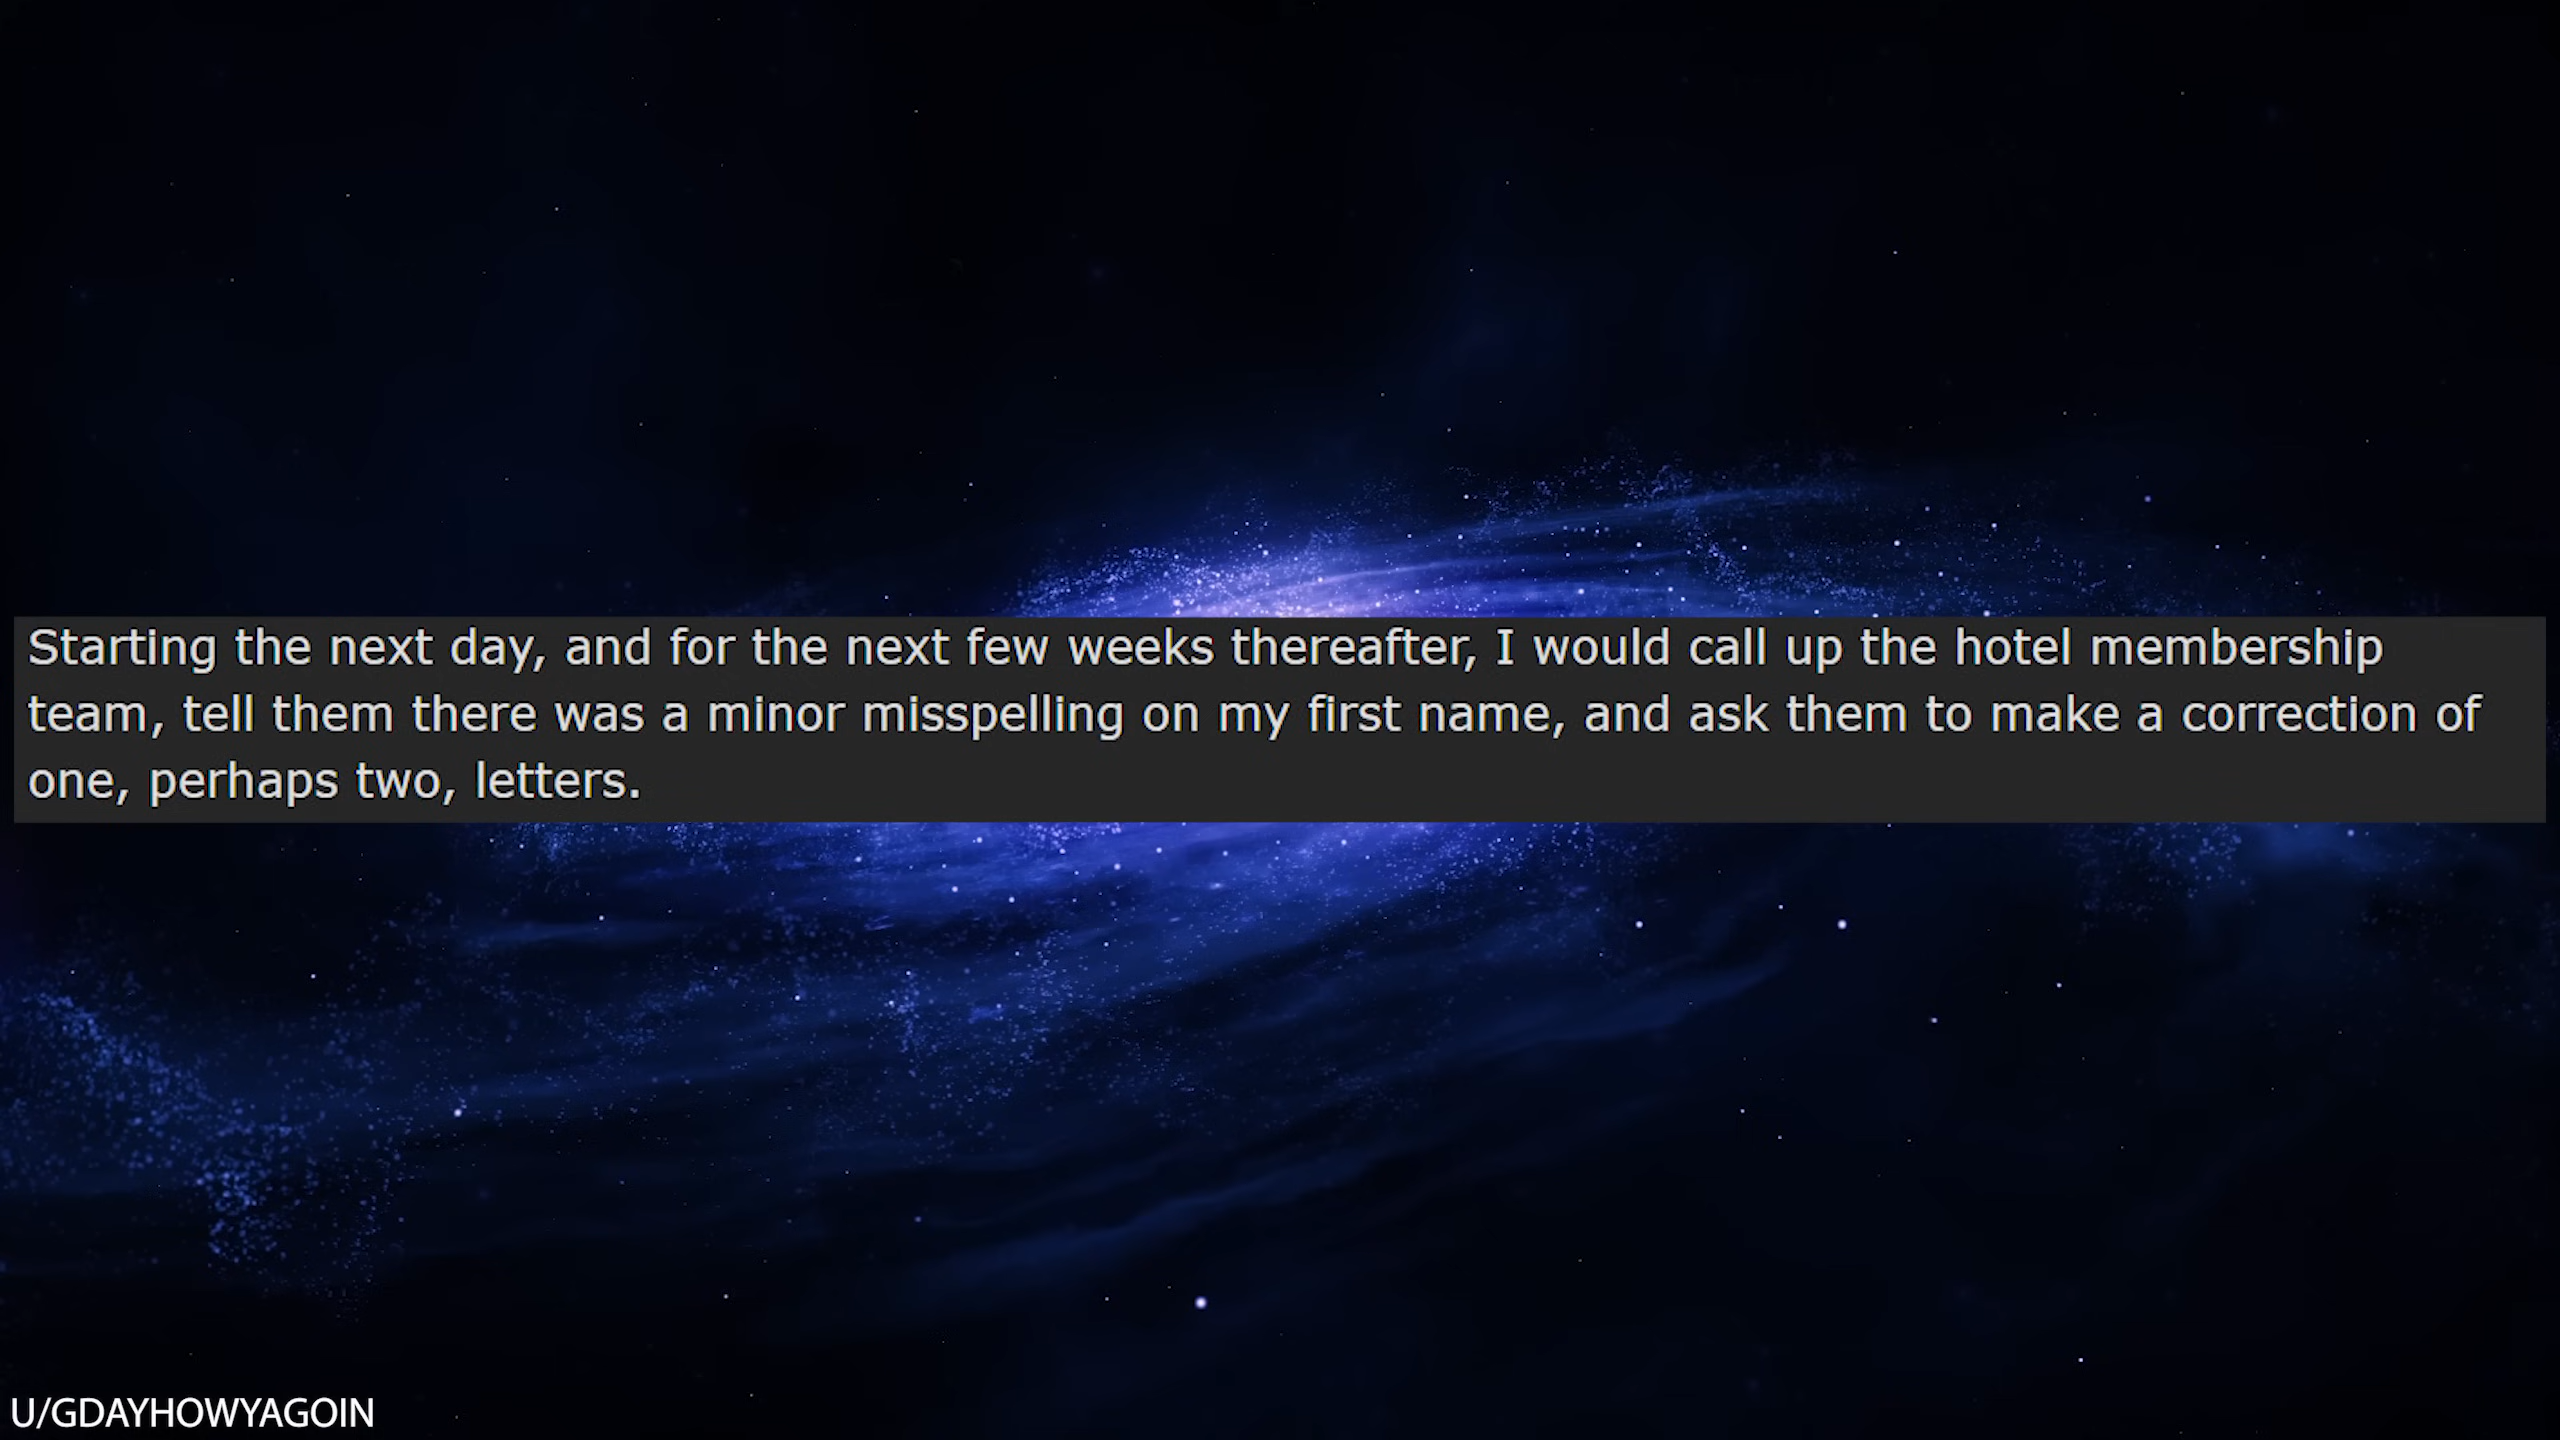 Starting the next day, and for the next few weeks thereafter, I would call up the hotel membership
team, tell them there was a minor misspelling on my first name, and ask them to make a correction of
one, perhaps two, letters.
U/GDAYHOWYAGOIN